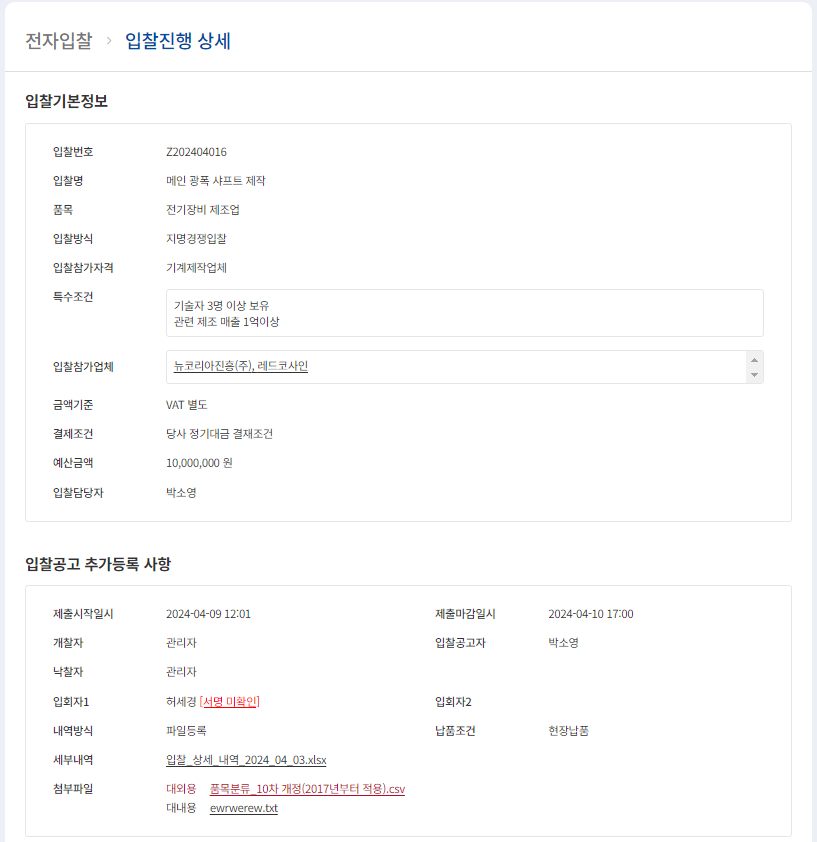 전자입찰 > 입찰진행 상세
입찰기본정보
입찰번호 Z202404016
입찰명 메인 광폭 샤프트 제작
품목 전기장비 제조업
입찰방식 지명경쟁입찰
입찰참가자격 기계제작업체
특수조건 기술자 3명 이상 보유
관련 제조 매출 1억이상
입찰참가업체 뉴코리아진흥(주), 레드코사인
금액기준 VAT 별도
결제조건 당사 정기대금 결재조건
예산금액 10,000,000 원
입찰담당자 박소영
입찰공고 추가등록 사항
제출시작일시 2024-04-09 12:01 제출마감일시 2024-04-10 17:00
개찰자 관리자 입찰공고자 박소영
낙찰자 관리자
입회자1 허세경 [서명 미확인] 입회자2
내역방식 파일등록 납품조건 현장납품
세부내역 입찰_상세_내역_2024_04_03.xlsx
첨부파일 대외용 품목분류_10차 개정(2017년부터 적용).csv
대내용 ewrwerew.txt